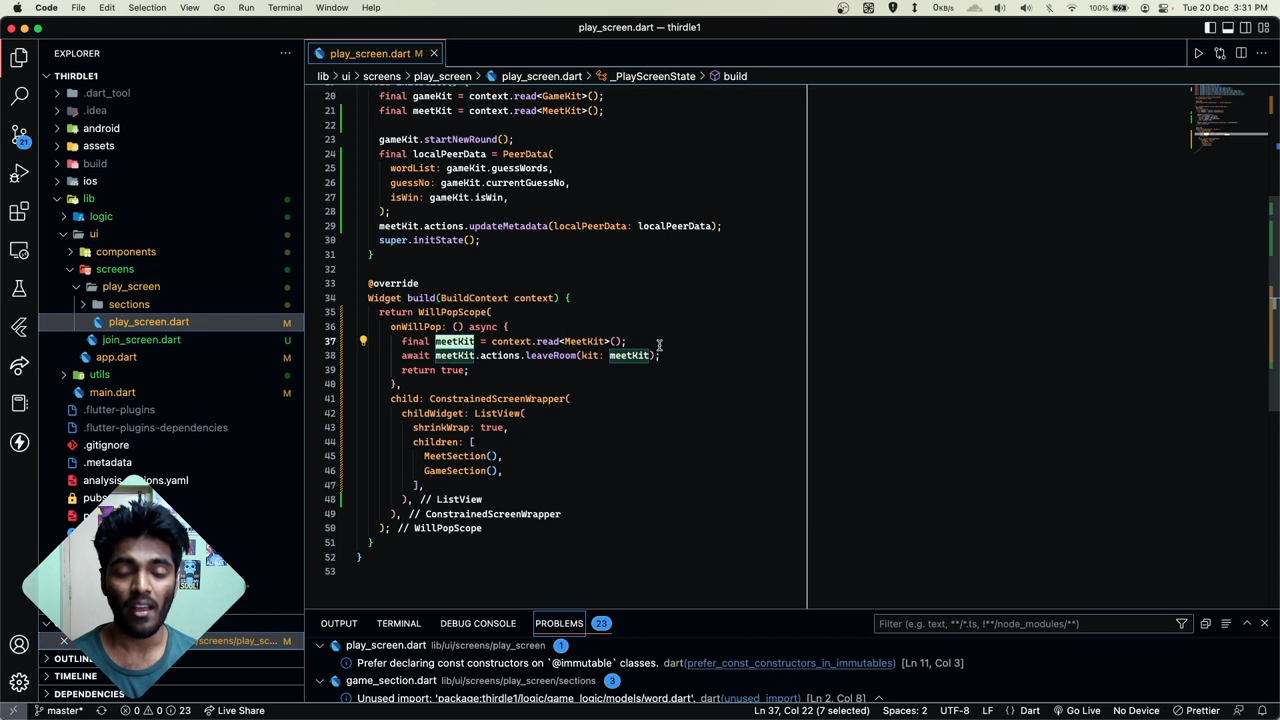 Code File Edit Selection View Go Run Terminal Window Help 0KB/s 100% Tue 20 Dec 3:31 PM
play_screen.dart — thirdle1
EXPLORER
play_screen.dart M
THIRDLE1
lib ui screens play_screen play_screen.dart _PlayScreenState build
.dart_tool
.idea
android
assets
build
ios
lib
logic
ui
components
screens
play_screen
sections
play_screen.dart M
join_screen.dart U
app.dart M
utils
main.dart M
.flutter-plugins
.flutter-plugins-dependencies
.gitignore
.metadata
21
20 final gameKit = context.read<GameKit>();
21 final meetKit = context.read<MeetKit>();
22
23 gameKit.startNewRound();
24 final localPeerData = PeerData(
25 wordList: gameKit.guessWords,
26 guessNo: gameKit.currentGuessNo,
27 isWin: gameKit.isWin,
28 );
29 meetKit.actions.updateMetadata(localPeerData: localPeerData);
30 super.initState();
31 }
32
33 @override
34 Widget build(BuildContext context) {
35 return WillPopScope(
36 onWillPop: () async {
37 final meetKit = context.read<MeetKit>();
38 await meetKit.actions.leaveRoom(kit: meetKit);
39 return true;
40 },
41 child: ConstrainedScreenWrapper(
42 childWidget: ListView(
43 shrinkWrap: true,
44 children: [
45 MeetSection(),
46 GameSection(),
47 ],
48 ), // ListView
49 ), // ConstrainedScreenWrapper
50 ); // WillPopScope
51 }
52 }
53
OUTPUT TERMINAL DEBUG CONSOLE PROBLEMS 23 Filter (e.g. text, **/*.ts, !**/node_modules/**)
play_screen.dart lib/ui/screens/play_screen 1
Prefer declaring const constructors on `@immutable` classes. dart(prefer_const_constructors_in_immutables) [Ln 11, Col 3]
game_section.dart lib/ui/screens/play_screen/sections 3
Unused import: 'package:thirdle1/logic/game_logic/models/word.dart'. dart(unused_import) [Ln 2, Col 8]
OUTLIN
TIMELINE
DEPENDENCIES
master* 0 0 23 Live Share Ln 37, Col 22 (7 selected) Spaces: 2 UTF-8 LF Dart Go Live No Device Prettier